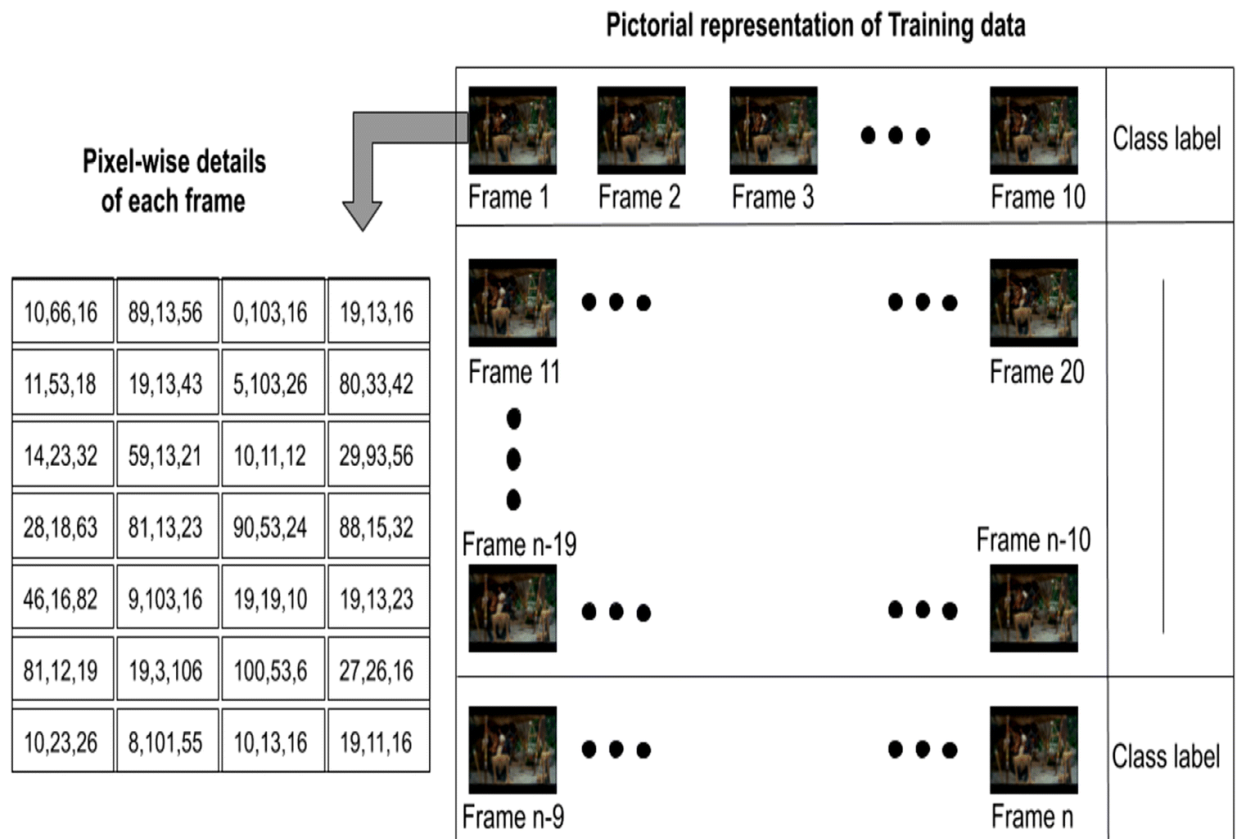 Pictorial representation of Training data
Pixel-wise details
of each frame
Frame 1 Frame 2 Frame 3 Frame 10 Class label
Frame 11 Frame 20
Frame n-19 Frame n-10
Frame n-9 Frame n Class label
10,66,16 89,13,56 0,103,16 19,13,16
11,53,18 19,13,43 5,103,26 80,33,42
14,23,32 59,13,21 10,11,12 29,93,56
28,18,63 81,13,23 90,53,24 88,15,32
46,16,82 9,103,16 19,19,10 19,13,23
81,12,19 19,3,106 100,53,6 27,26,16
10,23,26 8,101,55 10,13,16 19,11,16